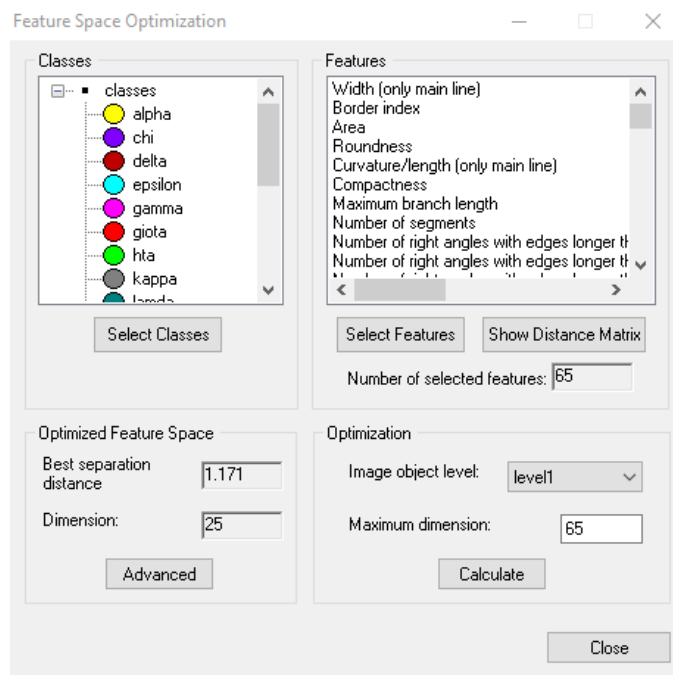 Feature Space Optimization
Classes
classes
alpha
chi
delta
epsilon
gamma
giota
hta
kappa
lamda
Select Classes
Features
Width (only main line)
Border index
Area
Roundness
Curvature/length (only main line)
Compactness
Maximum branch length
Number of segments
Number of right angles with edges longer th
Number of right angles with edges longer th
Select Features
Show Distance Matrix
Number of selected features: 65
Optimized Feature Space
Best separation
distance
1.171
Dimension:
25
Advanced
Optimization
Image object level:
level1
Maximum dimension:
65
Calculate
Close